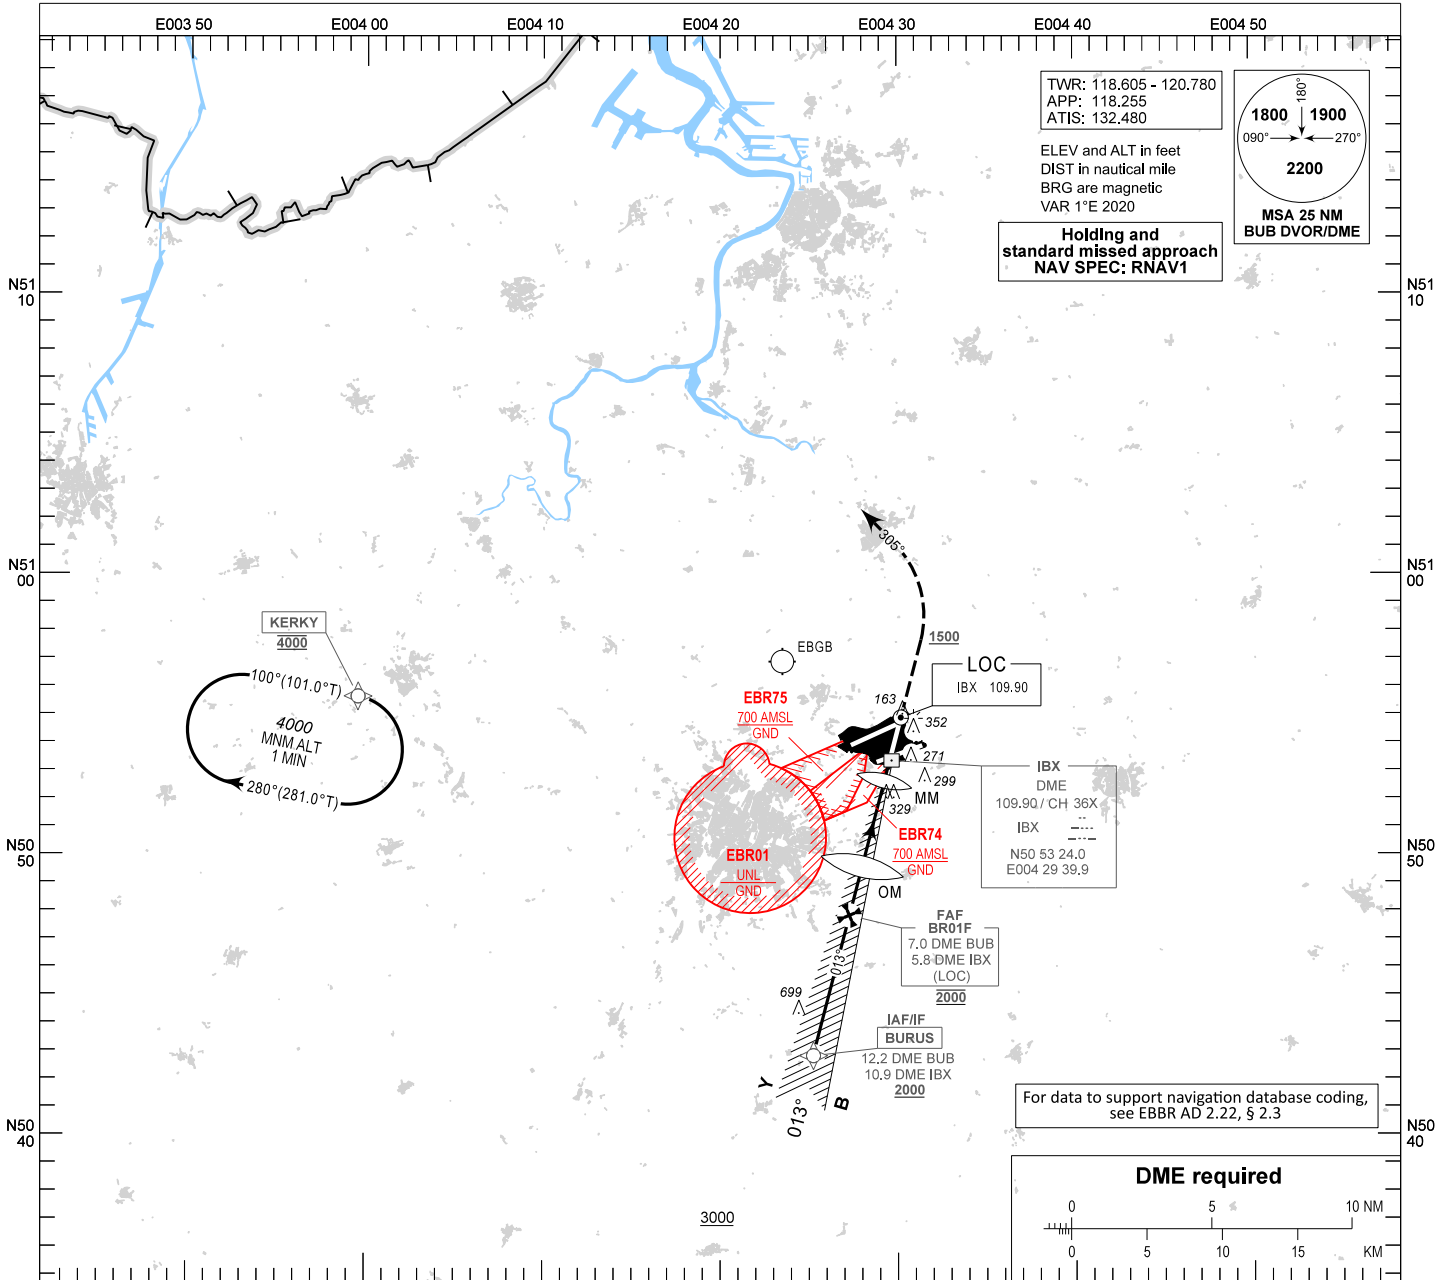 E003 50
E004 00
E004 10
E004 20
E004 30
E004 40
E004 50
TWR: 118.605 - 120.780
APP: 118.255
ATIS: 132.480
ELEV and ALT in feet
DIST in nautical mile
BRG are magnetic
VAR 1°E 2020
180°
1800 1900
090° 270°
2200
MSA 25 NM
BUB DVOR/DME
Holding and
standard missed approach
NAV SPEC: RNAV1
N51
10
N51
10
305°
N51
00
N51
00
KERKY
4000
100°(101.0°T)
4000
MNM ALT
1 MIN
280°(281.0°T)
EBGB
1500
LOC
IBX 109.90
EBR75
700 AMSL
GND
163
352
271
299
329
MM
IBX
DME
109.90 / CH 36X
IBX
N50 53 24.0
E004 29 39.9
EBR74
700 AMSL
GND
EBR01
UNL
GND
N50
50
N50
50
OM
FAF
BR01F
7.0 DME BUB
5.8 DME IBX
(LOC)
2000
013°
699
IAF/IF
BURUS
12.2 DME BUB
10.9 DME IBX
2000
Y
B
013°
For data to support navigation database coding,
see EBBR AD 2.22, § 2.3
N50
40
N50
40
DME required
0 5 10 NM
0 5 10 15 KM
3000